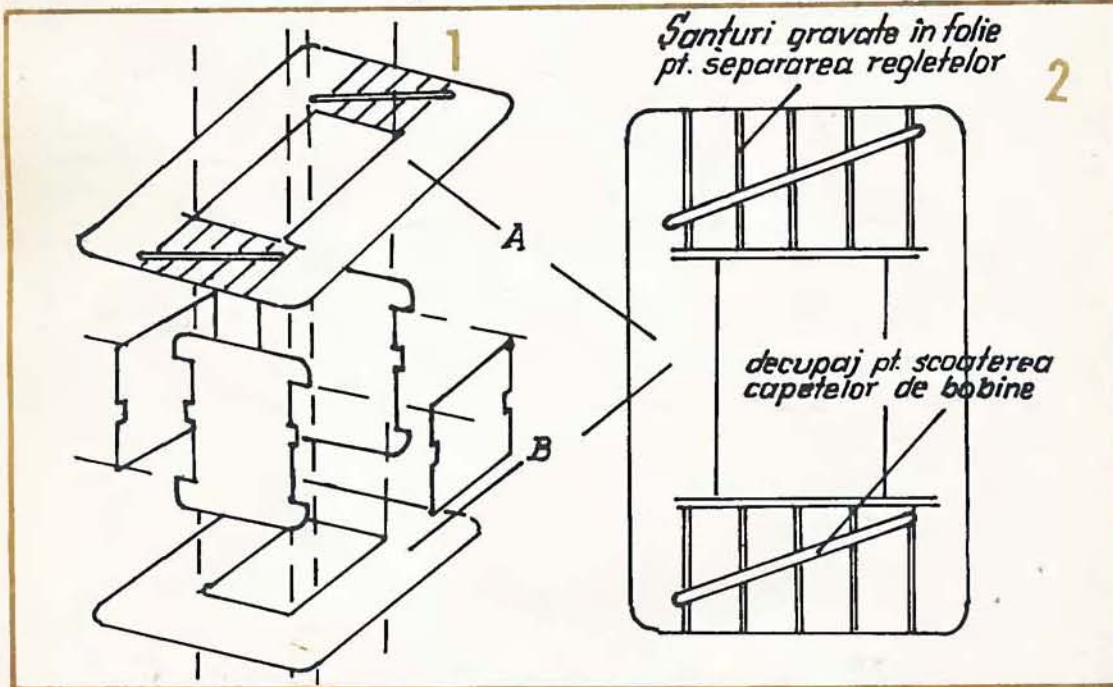 1
Șanțuri gravate în folie
pt. separarea regletelor
2
A
decupaj pt. scoaterea
capetelor de bobine
B